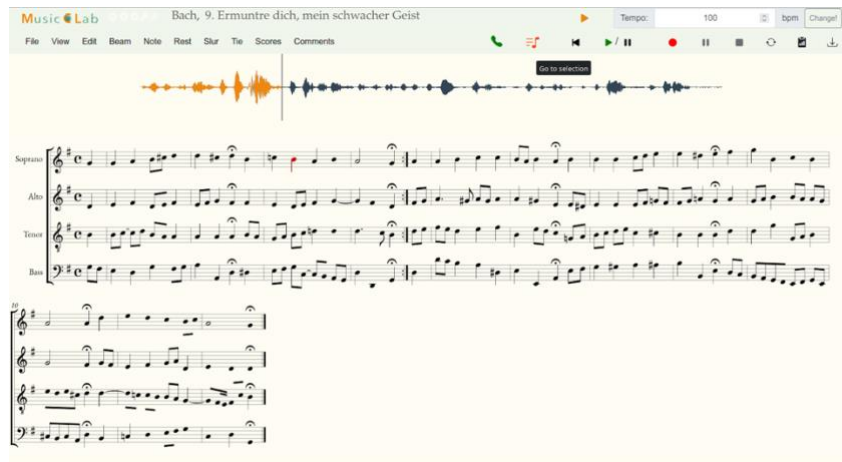 Music Lab
Bach, 9. Ermuntre dich, mein schwacher Geist
Tempo: 100 bpm Change!
File View Edit Beam Note Rest Slur Tie Scores Comments
Go to selection
Soprano
Alto
Tenor
Bass
10